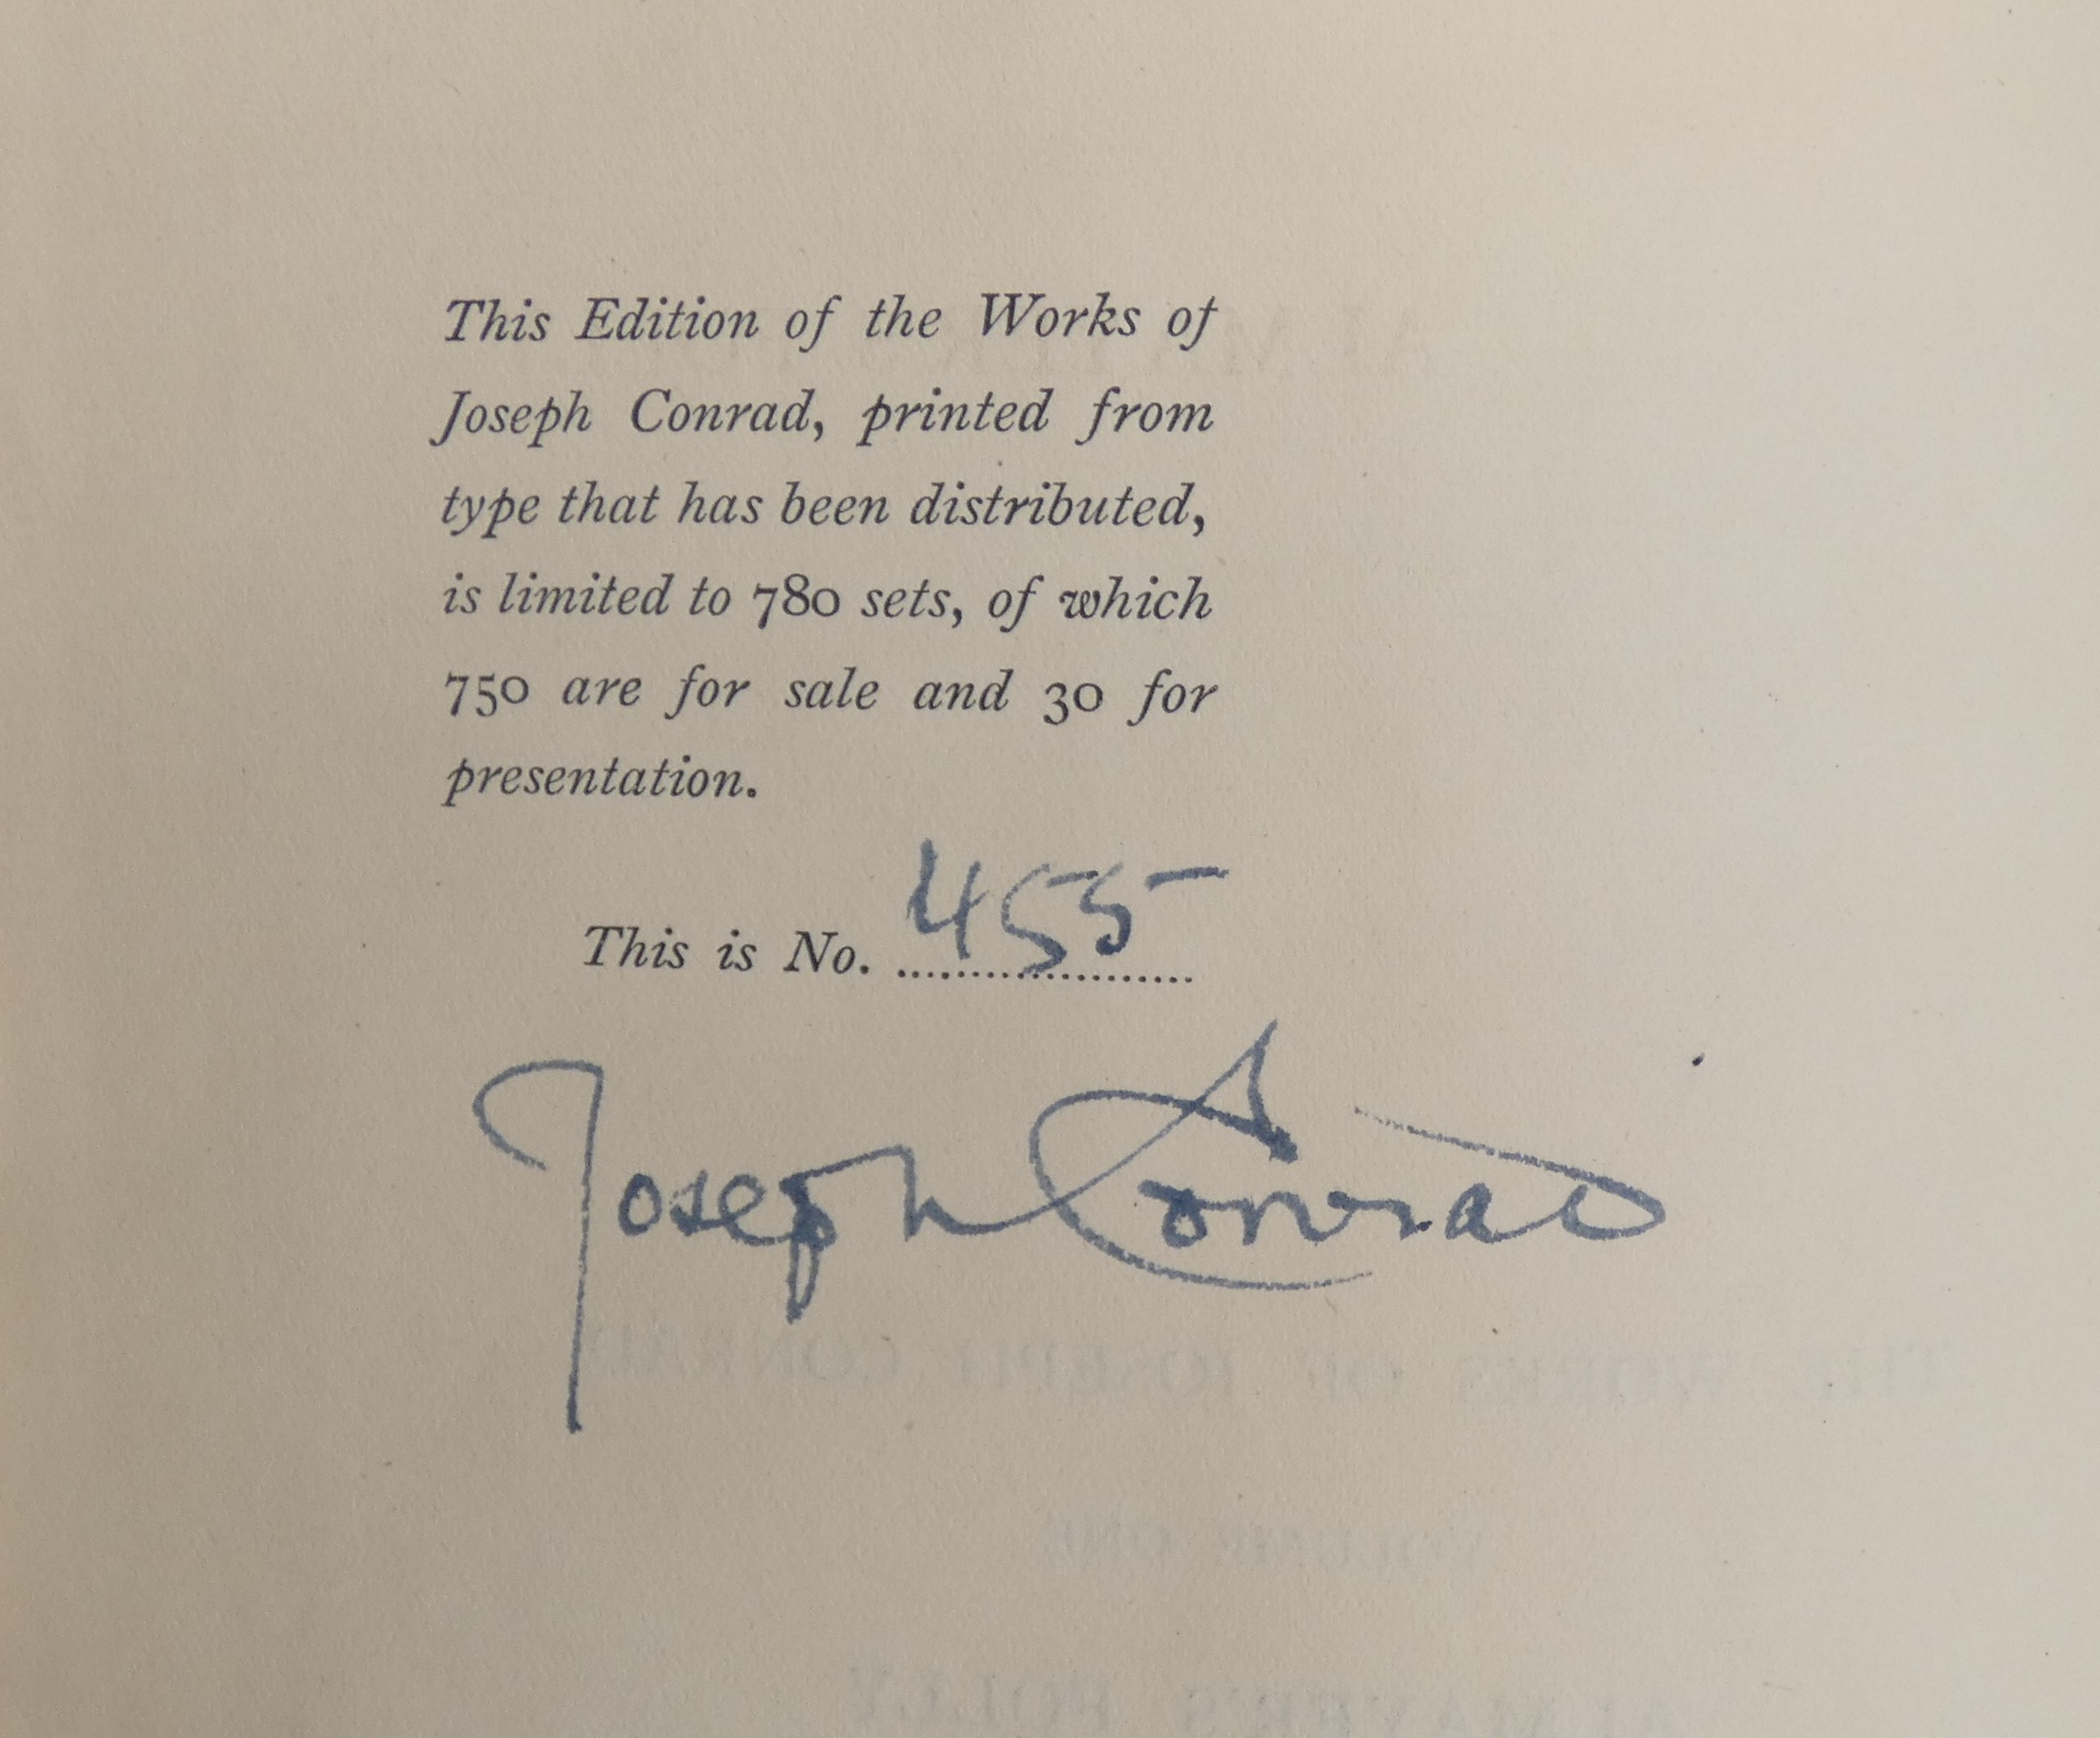 This Edition of the Works of
Joseph Conrad, printed from
type that has been distributed,
is limited to 780 sets, of which
750 are for sale and 30 for
presentation.
This is No. 455
Joseph Conrad